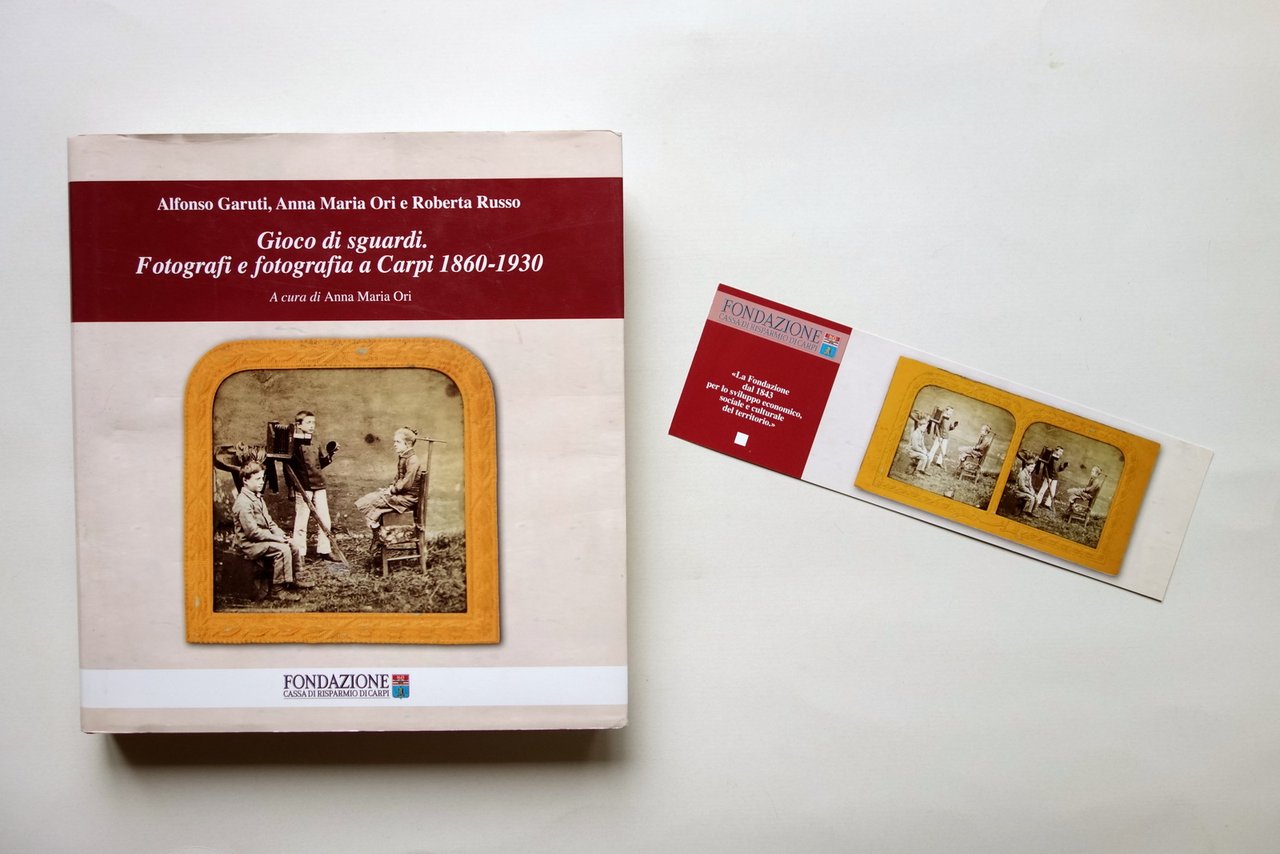 Alfonso Garuti, Anna Maria Ori e Roberta Russo
Gioco di sguardi.
Fotografi e fotografia a Carpi 1860-1930
A cura di Anna Maria Ori
FONDAZIONE
CASSA DI RISPARMIO DI CARPI
FONDAZIONE
CASSA DI RISPARMIO DI CARPI
«La Fondazione
dal 1843
per lo sviluppo economico,
sociale e culturale
del territorio.»